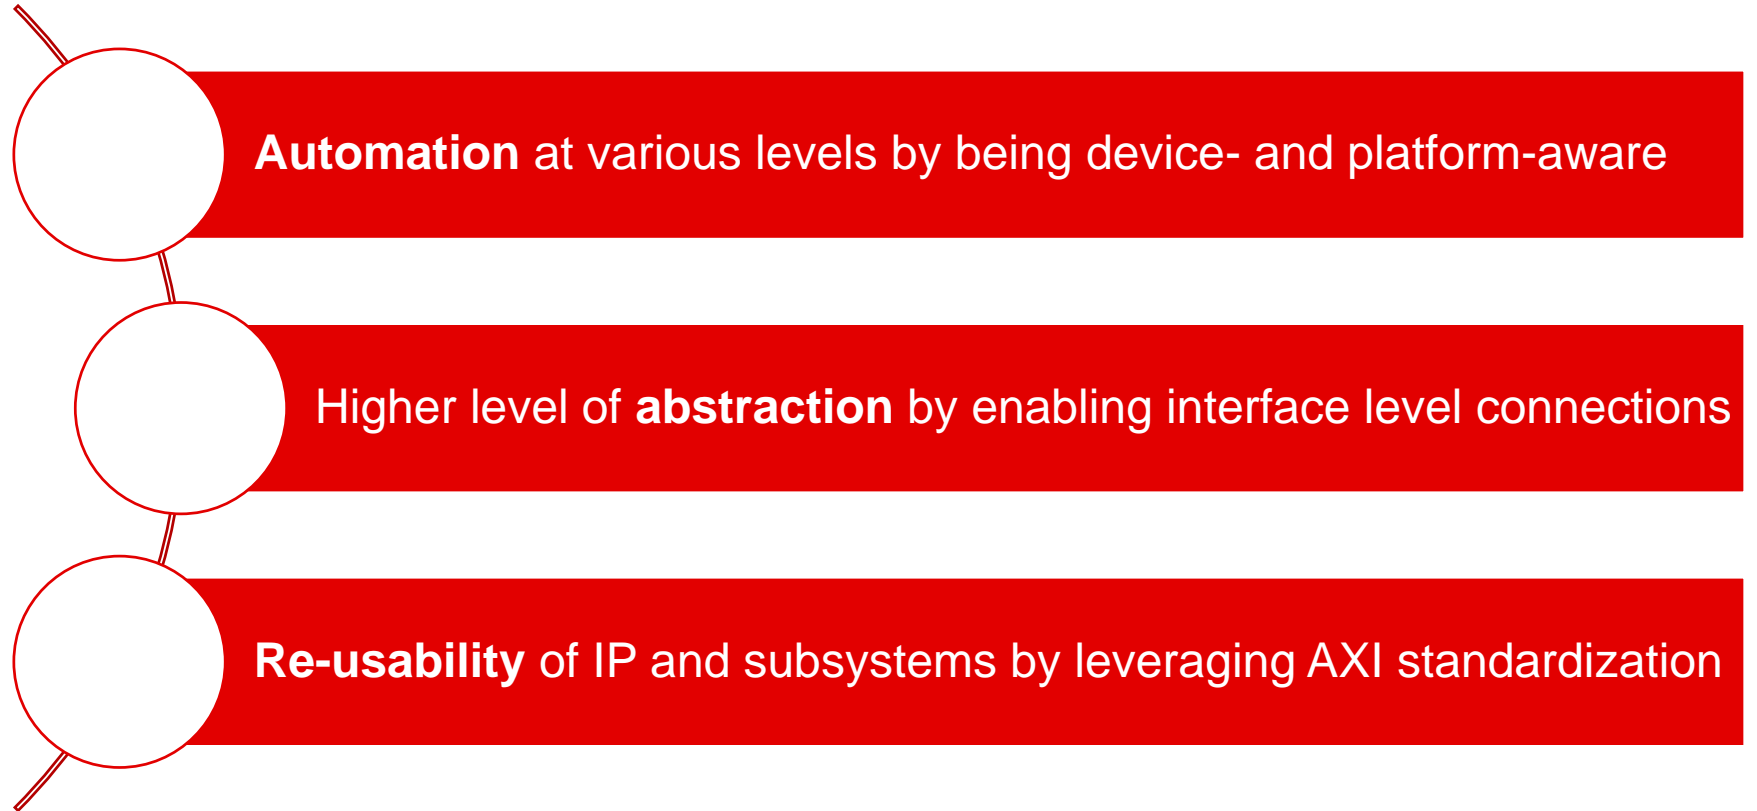 Automation at various levels by being device- and platform-aware
Higher level of abstraction by enabling interface level connections
Re-usability of IP and subsystems by leveraging AXI standardization